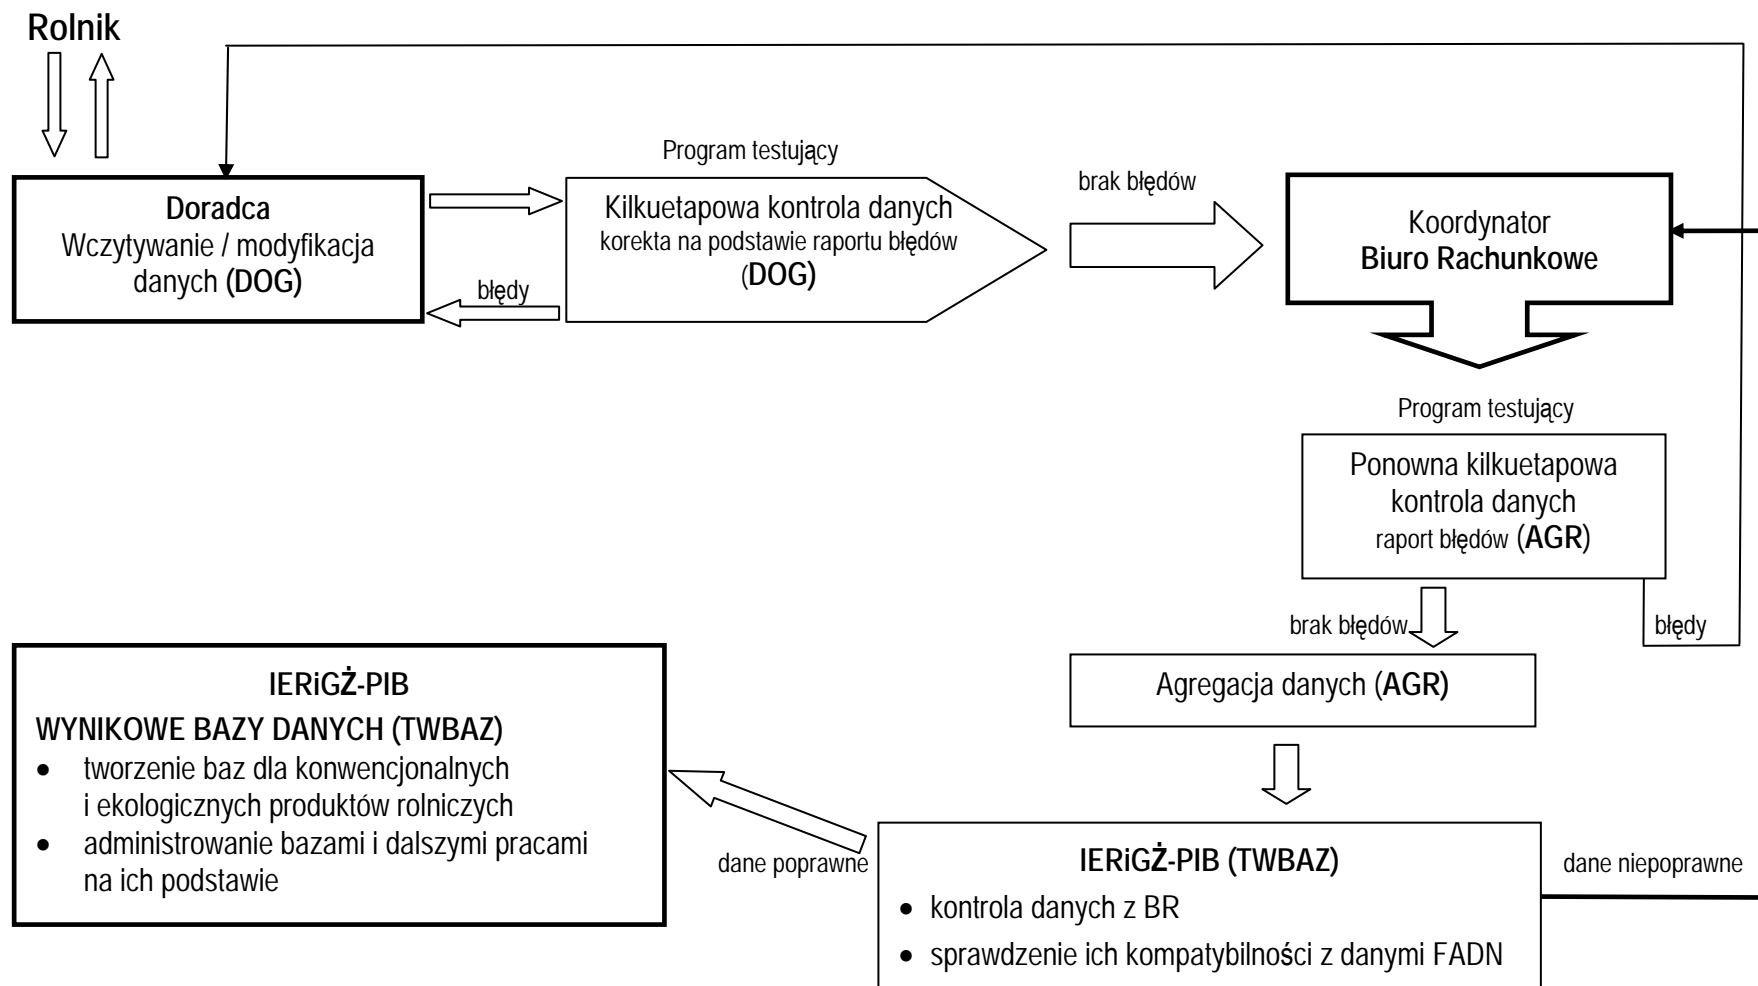 Rolnik
Doradca
Wczytywanie / modyfikacja
danych (DOG)
Program testujący
Kilkuetapowa kontrola danych
korekta na podstawie raportu błędów
(DOG)
błędy
brak błędów
Koordynator
Biuro Rachunkowe
Program testujący
Ponowna kilkuetapowa
kontrola danych
raport błędów (AGR)
brak błędów
błędy
Agregacja danych (AGR)
IERiGŻ-PIB
WYNIKOWE BAZY DANYCH (TWBAZ)
• tworzenie baz dla konwencjonalnych
i ekologicznych produktów rolniczych
• administrowanie bazami i dalszymi pracami
na ich podstawie
dane poprawne
IERiGŻ-PIB (TWBAZ)
• kontrola danych z BR
• sprawdzenie ich kompatybilności z danymi FADN
dane niepoprawne